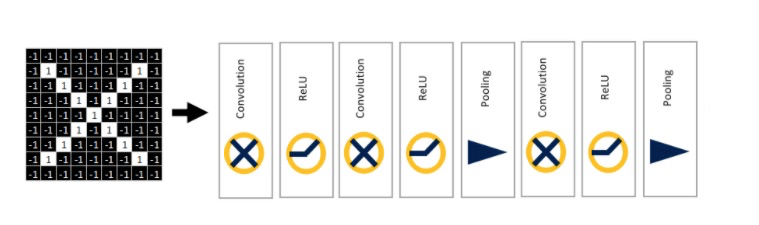 -1 -1 -1 -1 -1 -1 -1 -1 -1
-1 1 -1 -1 -1 -1 -1 1 -1
-1 -1 1 -1 -1 -1 1 -1 -1
-1 -1 -1 1 -1 1 -1 -1 -1
-1 -1 -1 -1 1 -1 -1 -1 -1
-1 -1 -1 1 -1 1 -1 -1 -1
-1 -1 1 -1 -1 -1 1 -1 -1
-1 1 -1 -1 -1 -1 -1 1 -1
-1 -1 -1 -1 -1 -1 -1 -1 -1
Convolution
ReLU
Convolution
ReLU
Pooling
Convolution
ReLU
Pooling